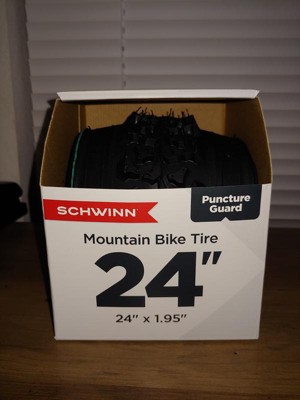 SCHWINN
Puncture
Guard
Mountain Bike Tire
24"
24" x 1.95"